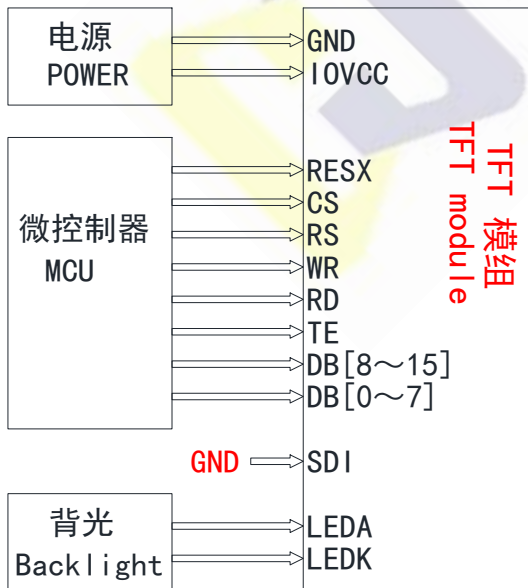 电源
POWER
GND
IOVCC
微控制器
MCU
RESX
CS
RS
WR
RD
TE
DB[8～15]
DB[0～7]
TFT 模组
TFT module
GND
SDI
背光
Backlight
LEDA
LEDK